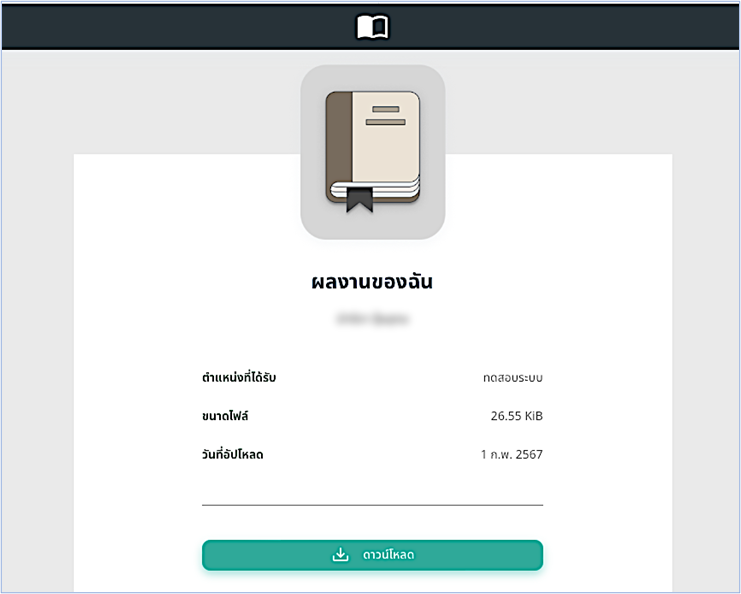 ผลงานของฉัน
ตำแหน่งที่ได้รับ ทดสอบระบบ
ขนาดไฟล์ 26.55 KiB
วันที่อัปโหลด 1 ก.พ. 2567
ดาวน์โหลด